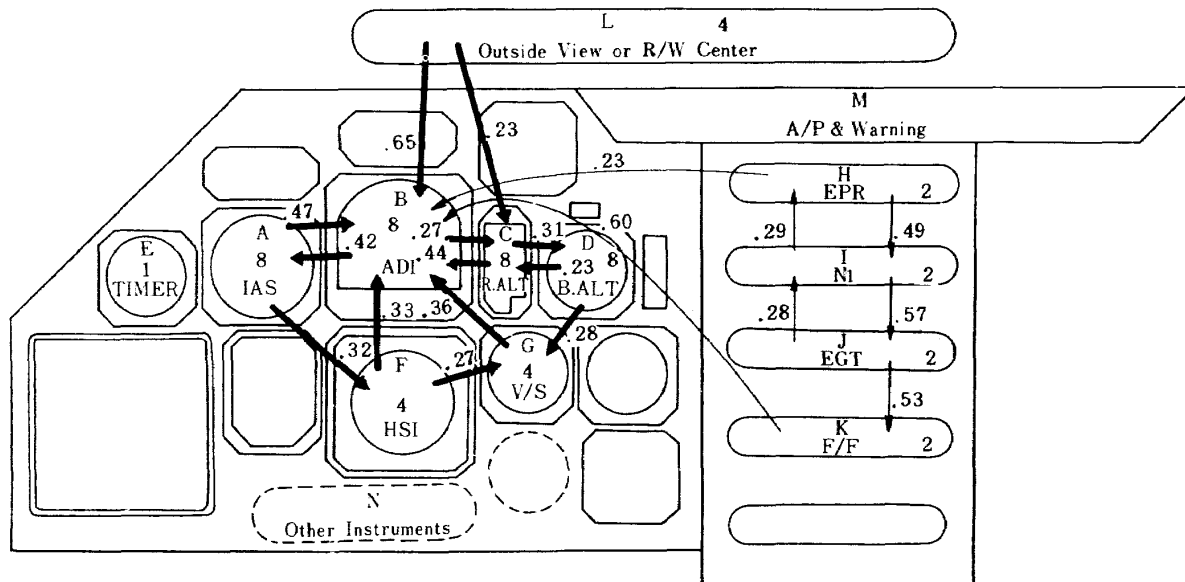 L 4
Outside View or R/W Center
M
A/P & Warning
.65
.23
.23
H
EPR 2
.29
.49
I
N1 2
.28
.57
J
EGT 2
.53
K
F/F 2
E
1
TIMER
A
8
IAS
.47
.42
B
8
ADI
.27
.44
C
8
R.ALT
.31
.60
D 8
.23
B.ALT
.33
.36
.28
.32
F
4
HSI
.27
G
4
V/S
N
Other Instruments